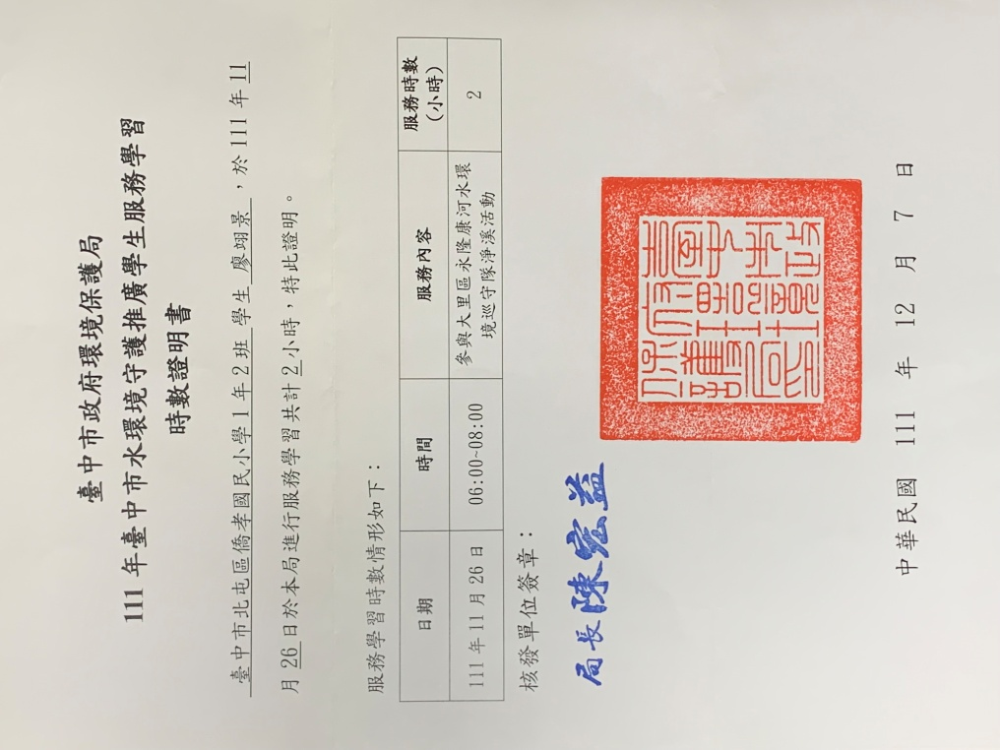 臺中市政府環境保護局
111年臺中市水環境守護推廣學生服務學習
時數證明書
臺中市北屯區僑孝國民小學1年2班 學生 廖翊景 ，於111年11
月26日於本局進行服務學習共計2小時，特此證明。
服務學習時數情形如下：
日期 時間 服務內容 服務時數
(小時)
111年11月26日 06:00~08:00 參與大里區永隆康河水環
境巡守隊淨溪活動 2
核發單位簽章：
局長陳宏益
中華民國 111 年 12 月 7 日